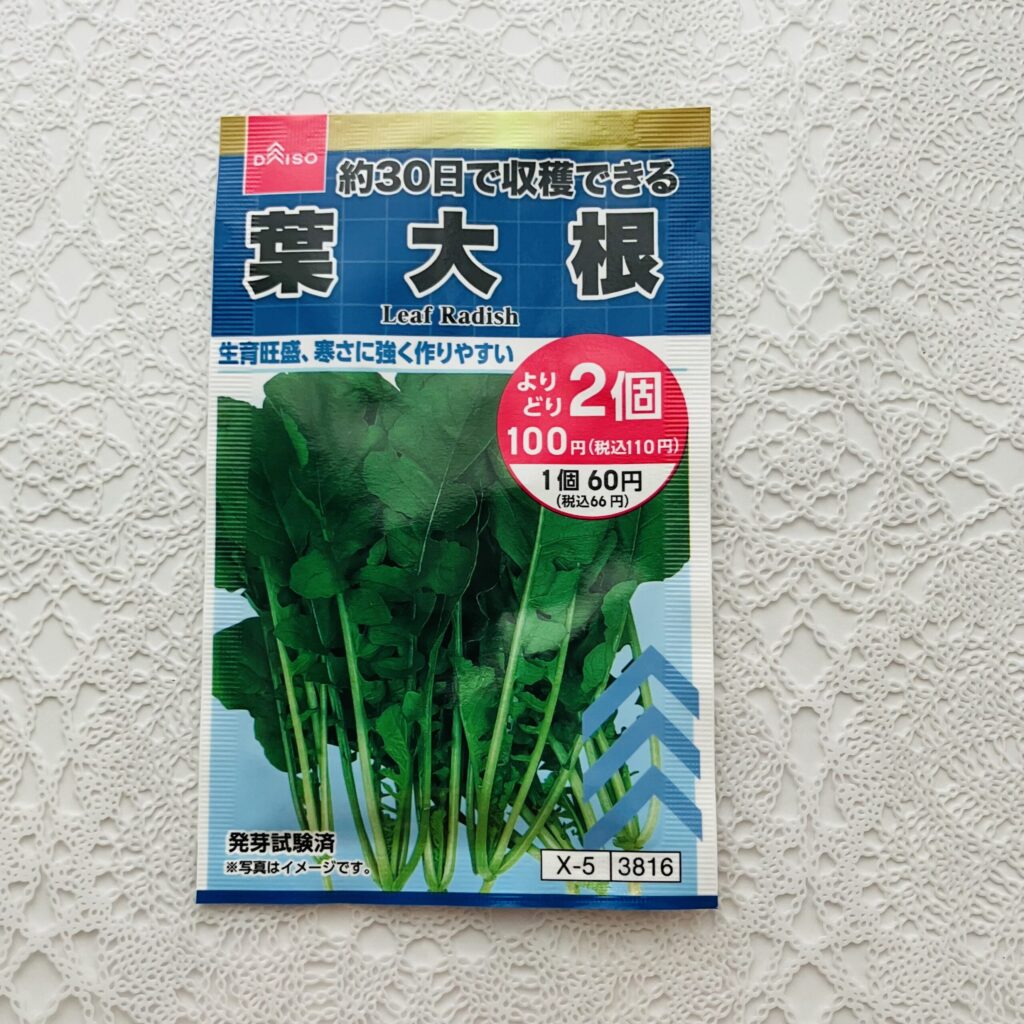 DAISO
約30日で収穫できる
葉大根
Leaf Radish
生育旺盛、寒さに強く作りやすい
よりどり2個
100円(税込110円)
1個 60円
(税込66円)
発芽試験済
※写真はイメージです。
X-5 3816